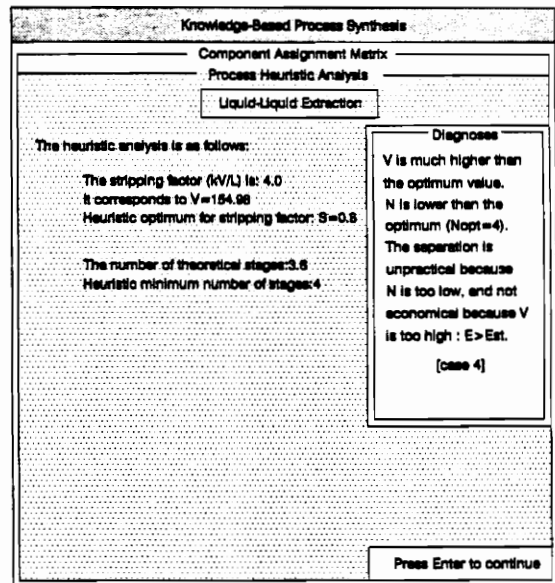 Knowledge-Based Process Synthesis
Component Assignment Matrix
Process Heuristic Analysis
Liquid-Liquid Extraction
The heuristic analysis is as follows:
The stripping factor (kV/L) is: 4.0
It corresponds to V=154.98
Heuristic optimum for stripping factor: S=0.8
The number of theoretical stages:3.6
Heuristic minimum number of stages:4
Diagnoses
V is much higher than
the optimum value.
N is lower than the
optimum (Nopt=4).
The separation is
unpractical because
N is too low, and not
economical because V
is too high : E>Est.
[case 4]
Press Enter to continue